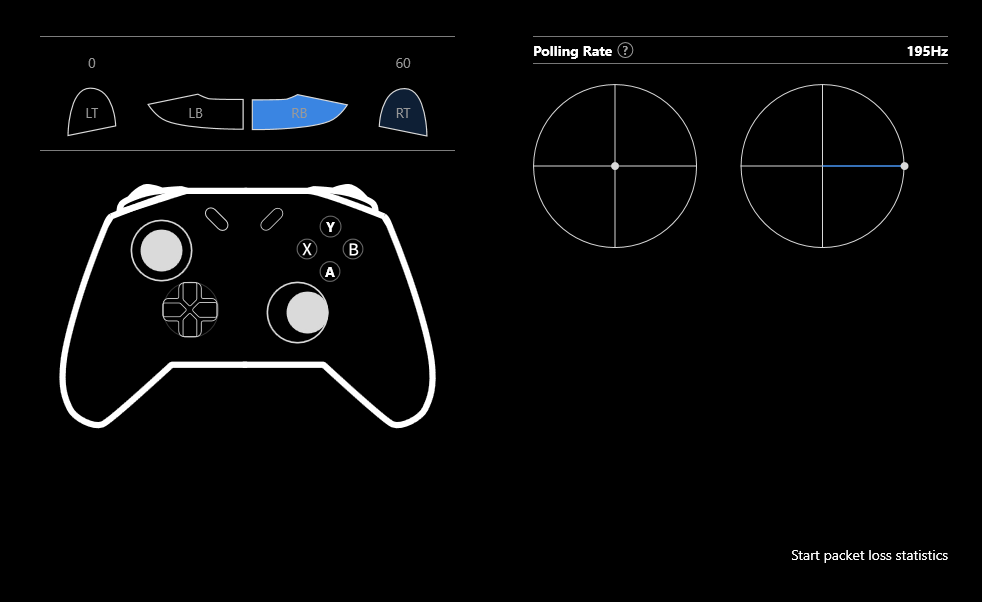 0
60
LT
LB
RB
RT
Polling Rate ?
195Hz
Y
X
B
A
Start packet loss statistics